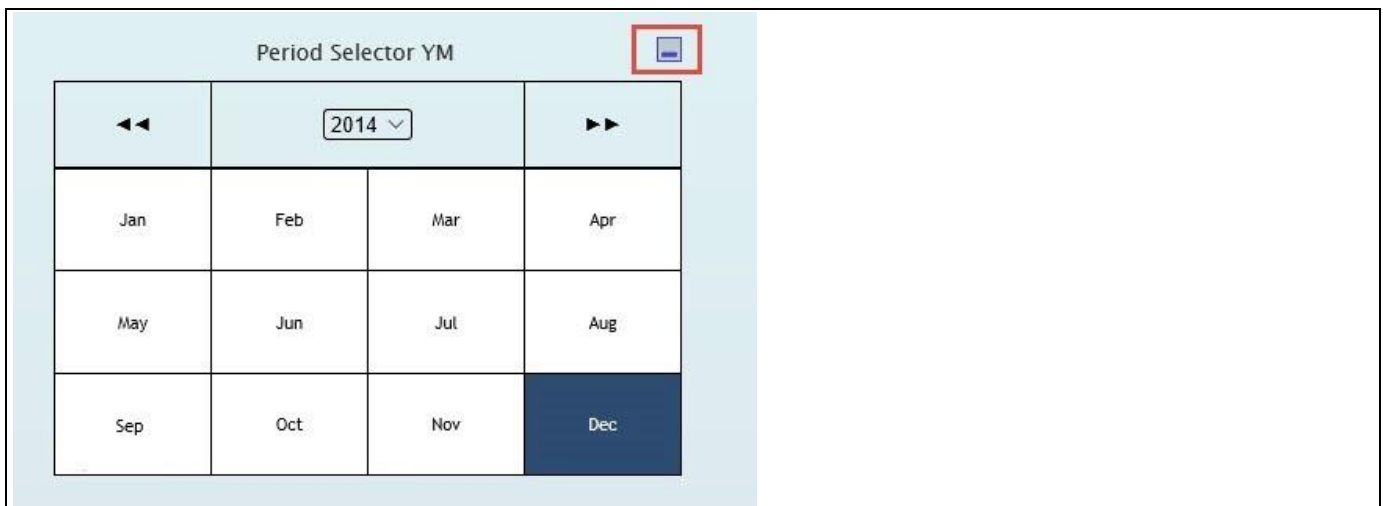 Period Selector YM
◄◄ 2014 ►►
Jan Feb Mar Apr
May Jun Jul Aug
Sep Oct Nov Dec